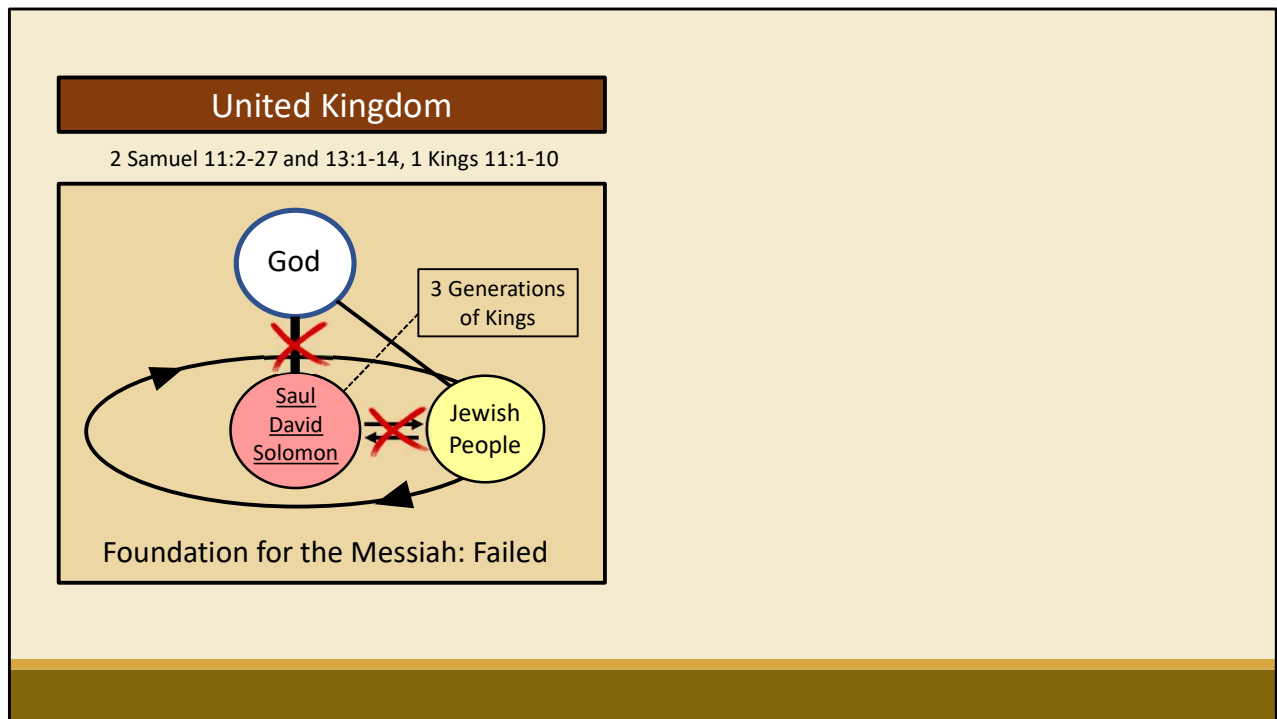 United Kingdom
2 Samuel 11:2-27 and 13:1-14, 1 Kings 11:1-10
God
3 Generations
of Kings
Saul
David
Solomon
Jewish
People
Foundation for the Messiah: Failed